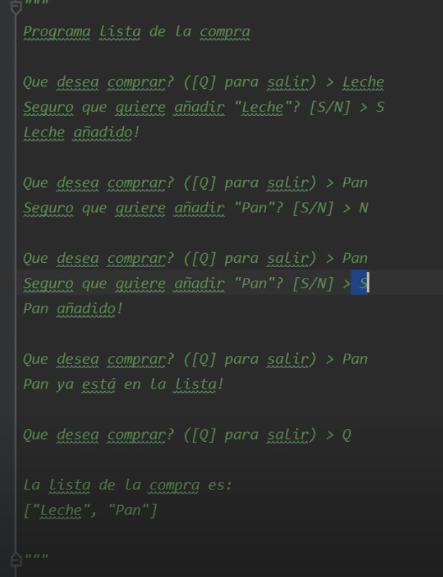 """
Programa lista de la compra
Que desea comprar? ([Q] para salir) > Leche
Seguro que quiere añadir "Leche"? [S/N] > S
Leche añadido!
Que desea comprar? ([Q] para salir) > Pan
Seguro que quiere añadir "Pan"? [S/N] > N
Que desea comprar? ([Q] para salir) > Pan
Seguro que quiere añadir "Pan"? [S/N] > S
Pan añadido!
Que desea comprar? ([Q] para salir) > Pan
Pan ya está en la lista!
Que desea comprar? ([Q] para salir) > Q
La lista de la compra es:
["Leche", "Pan"]
"""